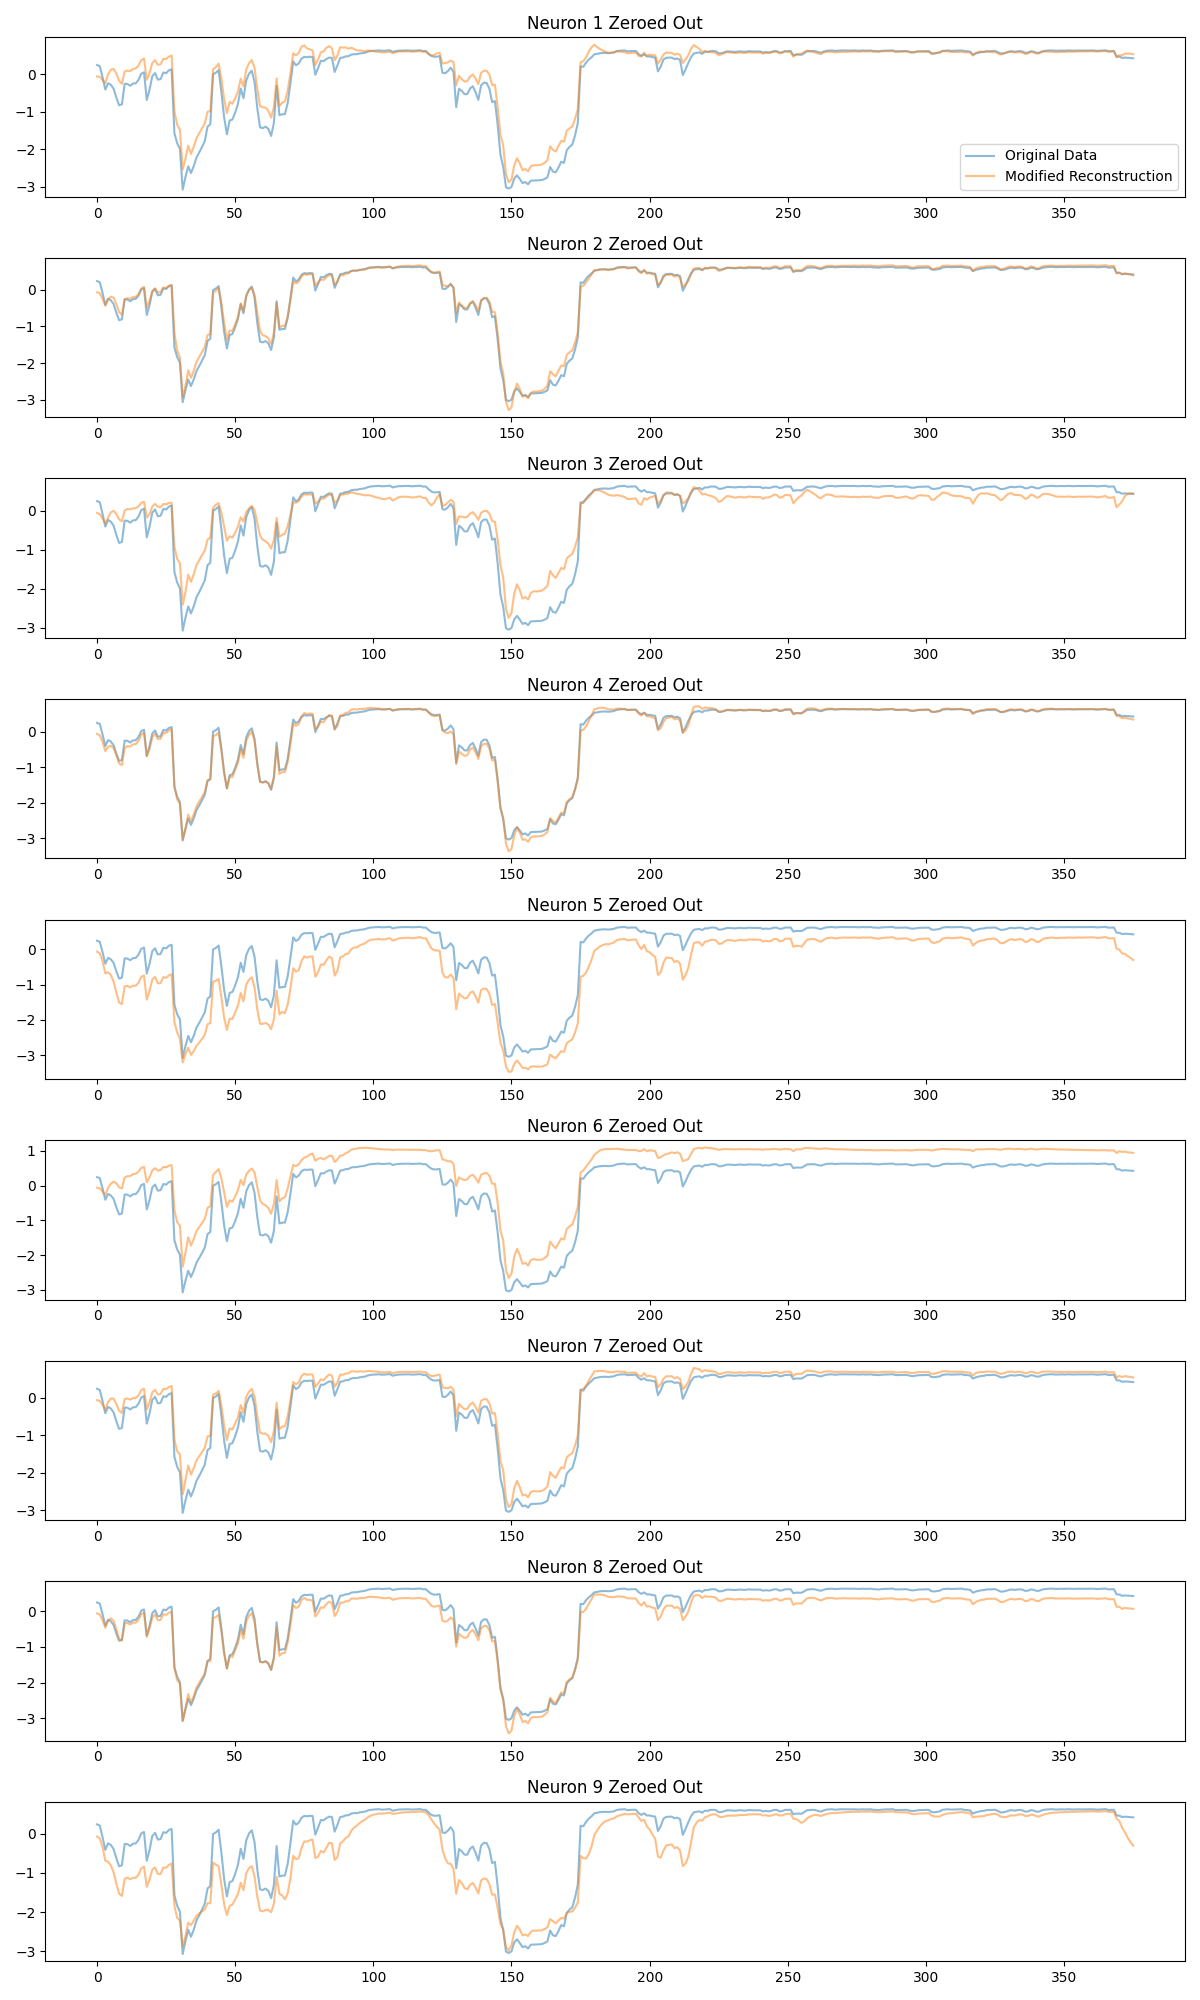 Neuron 1 Zeroed Out
0
−1
−2
−3
Original Data
Modified Reconstruction
0 50 100 150 200 250 300 350
Neuron 2 Zeroed Out
0
−1
−2
−3
0 50 100 150 200 250 300 350
Neuron 3 Zeroed Out
0
−1
−2
−3
0 50 100 150 200 250 300 350
Neuron 4 Zeroed Out
0
−1
−2
−3
0 50 100 150 200 250 300 350
Neuron 5 Zeroed Out
0
−1
−2
−3
0 50 100 150 200 250 300 350
Neuron 6 Zeroed Out
1
0
−1
−2
−3
0 50 100 150 200 250 300 350
Neuron 7 Zeroed Out
0
−1
−2
−3
0 50 100 150 200 250 300 350
Neuron 8 Zeroed Out
0
−1
−2
−3
0 50 100 150 200 250 300 350
Neuron 9 Zeroed Out
0
−1
−2
−3
0 50 100 150 200 250 300 350